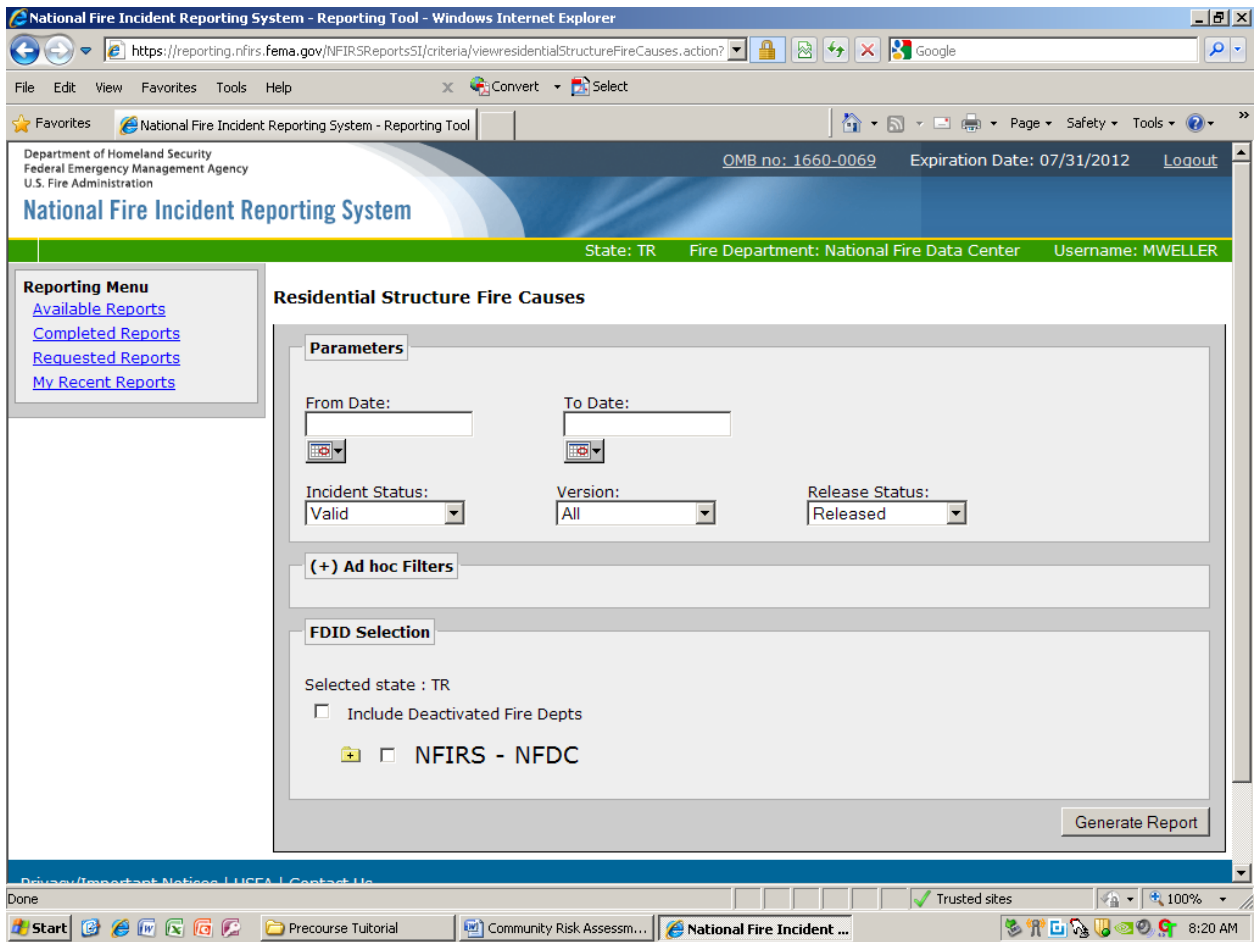 National Fire Incident Reporting System - Reporting Tool - Windows Internet Explorer
https://reporting.nfirs.fema.gov/NFIRSReportsSI/criteria/viewresidentialStructureFireCauses.action?
Google
File Edit View Favorites Tools Help x Convert Select
Favorites National Fire Incident Reporting System - Reporting Tool Page Safety Tools »
Department of Homeland Security
Federal Emergency Management Agency
U.S. Fire Administration
OMB no: 1660-0069 Expiration Date: 07/31/2012 Logout
National Fire Incident Reporting System
State: TR Fire Department: National Fire Data Center Username: MWELLER
Reporting Menu
Available Reports
Completed Reports
Requested Reports
My Recent Reports
Residential Structure Fire Causes
Parameters
From Date: To Date:
Incident Status: Version: Release Status:
Valid All Released
(+) Ad hoc Filters
FDID Selection
Selected state : TR
Include Deactivated Fire Depts
NFIRS - NFDC
Generate Report
Privacy/Important Notices | USFA | Contact Us
Done Trusted sites 100%
Start Precourse Tuitorial Community Risk Assessm... National Fire Incident ... 8:20 AM